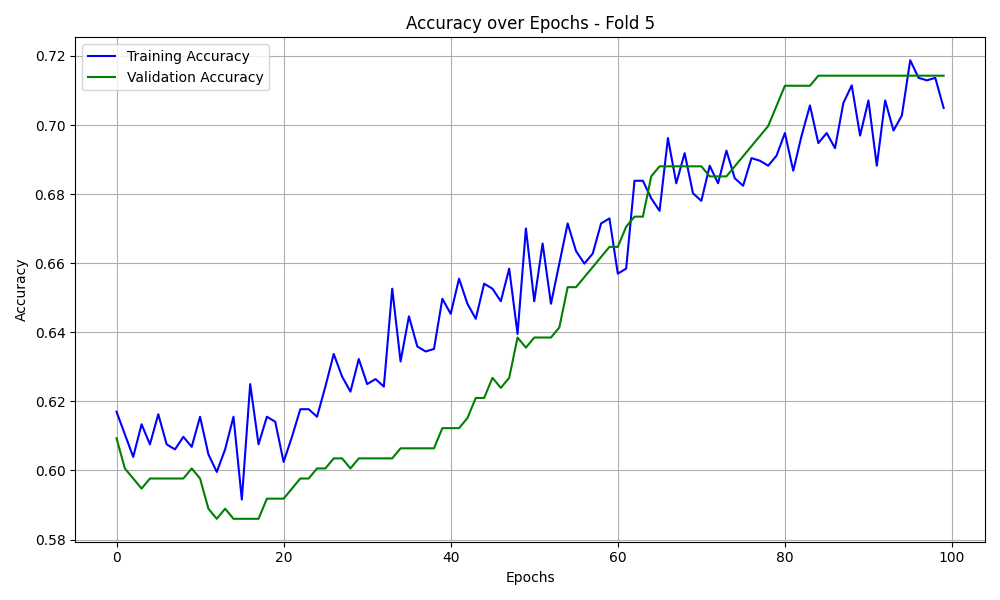 Accuracy over Epochs - Fold 5
Training Accuracy
Validation Accuracy
Accuracy
0.72
0.70
0.68
0.66
0.64
0.62
0.60
0.58
0
20
40
60
80
100
Epochs